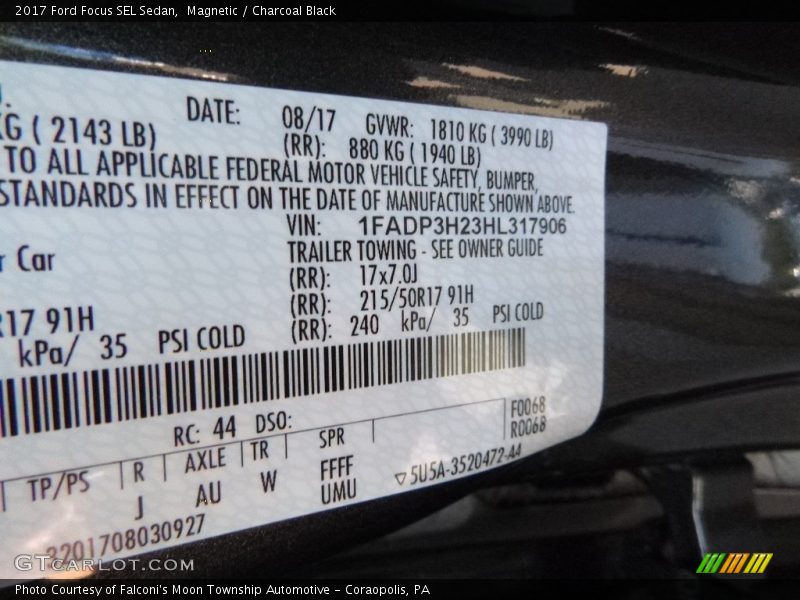 2017 Ford Focus SEL Sedan, Magnetic / Charcoal Black
DATE: 08/17 GVWR: 1810 KG ( 3990 LB)
KG ( 2143 LB) (RR): 880 KG ( 1940 LB)
TO ALL APPLICABLE FEDERAL MOTOR VEHICLE SAFETY, BUMPER,
STANDARDS IN EFFECT ON THE DATE OF MANUFACTURE SHOWN ABOVE.
VIN: 1FADP3H23HL317906
Car TRAILER TOWING - SEE OWNER GUIDE
(RR): 17x7.0J
R17 91H (RR): 215/50R17 91H
kPa/ 35 PSI COLD (RR): 240 kPa/ 35 PSI COLD
RC: 44 DSO: F0068
R0068
TP/PS R AXLE TR SPR
J AU W FFFF
UMU ▽5U5A-3520472-AA
3201708030927
GTCARLOT.COM
Photo Courtesy of Falconi's Moon Township Automotive – Coraopolis, PA